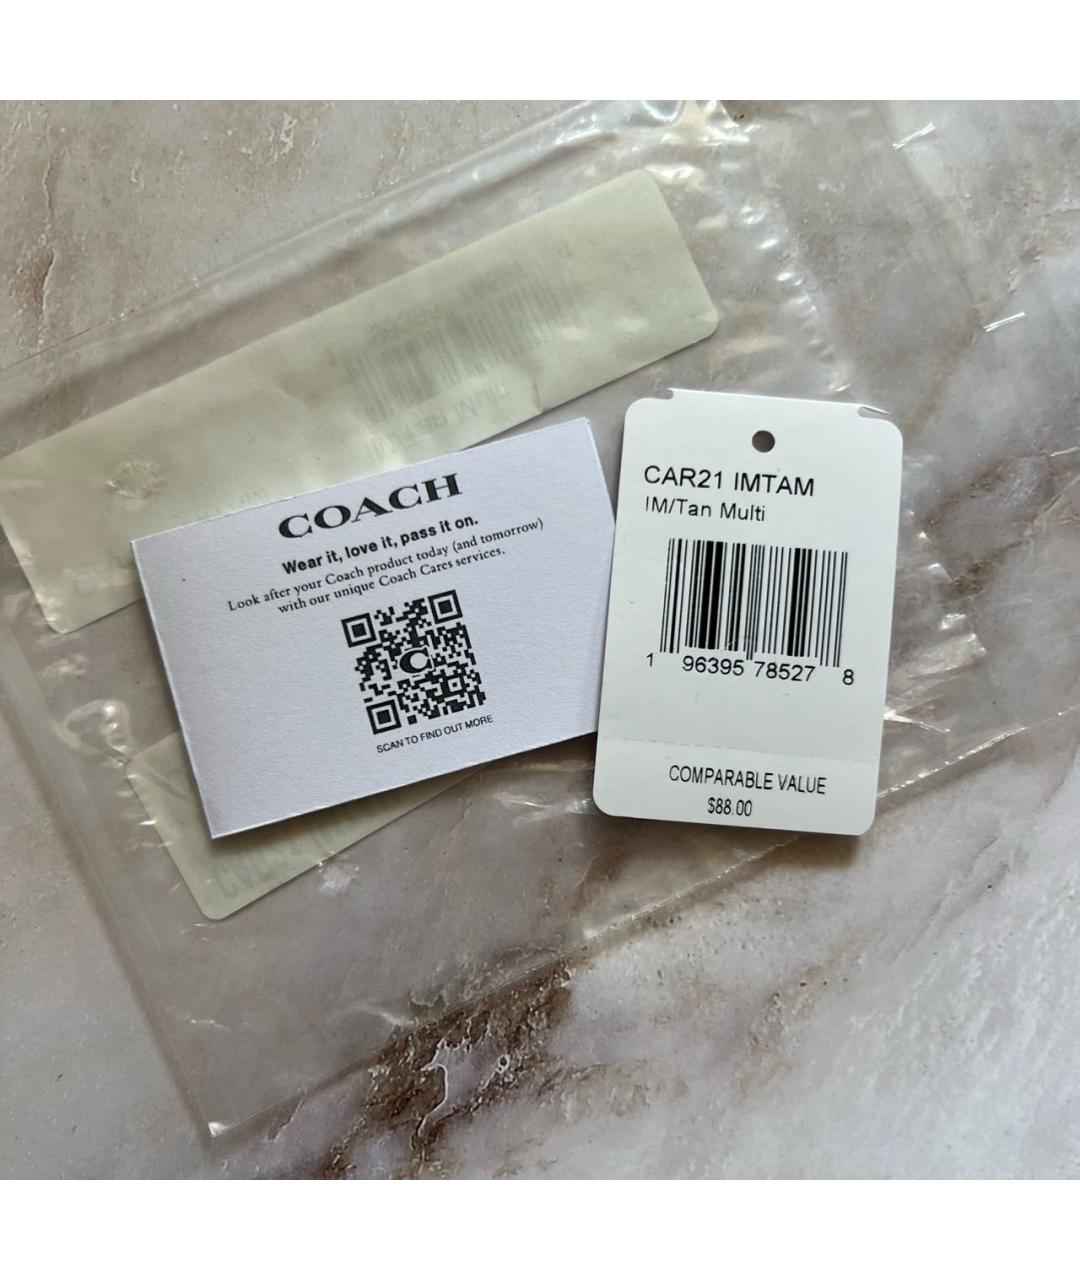 COACH
Wear it, love it, pass it on.
Look after your Coach product today (and tomorrow)
with our unique Coach Cares services.
C
SCAN TO FIND OUT MORE
CAR21 IMTAM
IM/Tan Multi
1 96395 78527 8
COMPARABLE VALUE
$88.00